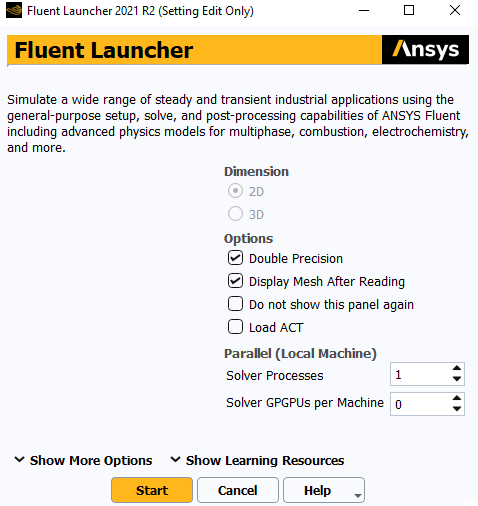 Fluent Launcher 2021 R2 (Setting Edit Only)
Fluent Launcher
Ansys
Simulate a wide range of steady and transient industrial applications using the
general-purpose setup, solve, and post-processing capabilities of ANSYS Fluent
including advanced physics models for multiphase, combustion, electrochemistry,
and more.
Dimension
2D
3D
Options
Double Precision
Display Mesh After Reading
Do not show this panel again
Load ACT
Parallel (Local Machine)
Solver Processes 1
Solver GPGPUs per Machine 0
Show More Options Show Learning Resources
Start Cancel Help